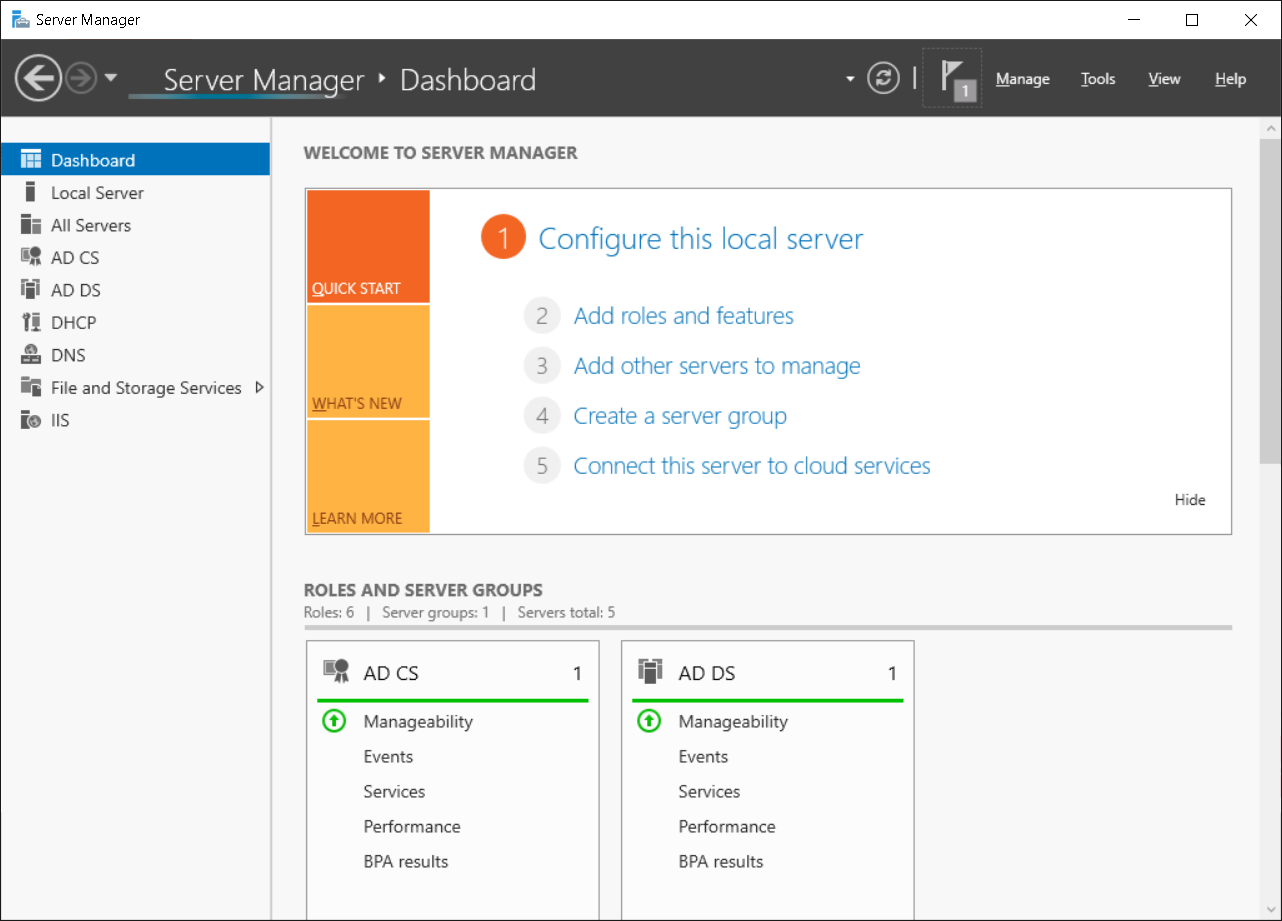 Server Manager
Server Manager ‣ Dashboard
1
Manage
Tools
View
Help
Dashboard
Local Server
All Servers
AD CS
AD DS
DHCP
DNS
File and Storage Services
IIS
WELCOME TO SERVER MANAGER
QUICK START
WHAT'S NEW
LEARN MORE
1 Configure this local server
2 Add roles and features
3 Add other servers to manage
4 Create a server group
5 Connect this server to cloud services
Hide
ROLES AND SERVER GROUPS
Roles: 6 | Server groups: 1 | Servers total: 5
AD CS 1
Manageability
Events
Services
Performance
BPA results
AD DS 1
Manageability
Events
Services
Performance
BPA results